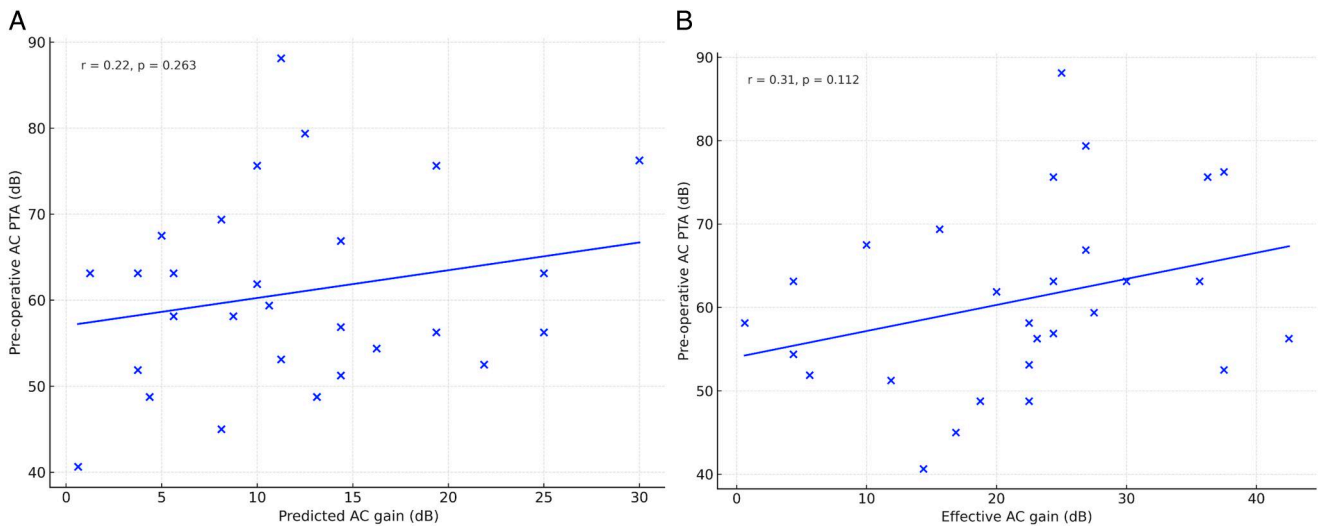 A
r = 0.22, p = 0.263
Pre-operative AC PTA (dB)
90
80
70
60
50
40
0 5 10 15 20 25 30
Predicted AC gain (dB)
B
r = 0.31, p = 0.112
Pre-operative AC PTA (dB)
90
80
70
60
50
40
0 10 20 30 40
Effective AC gain (dB)